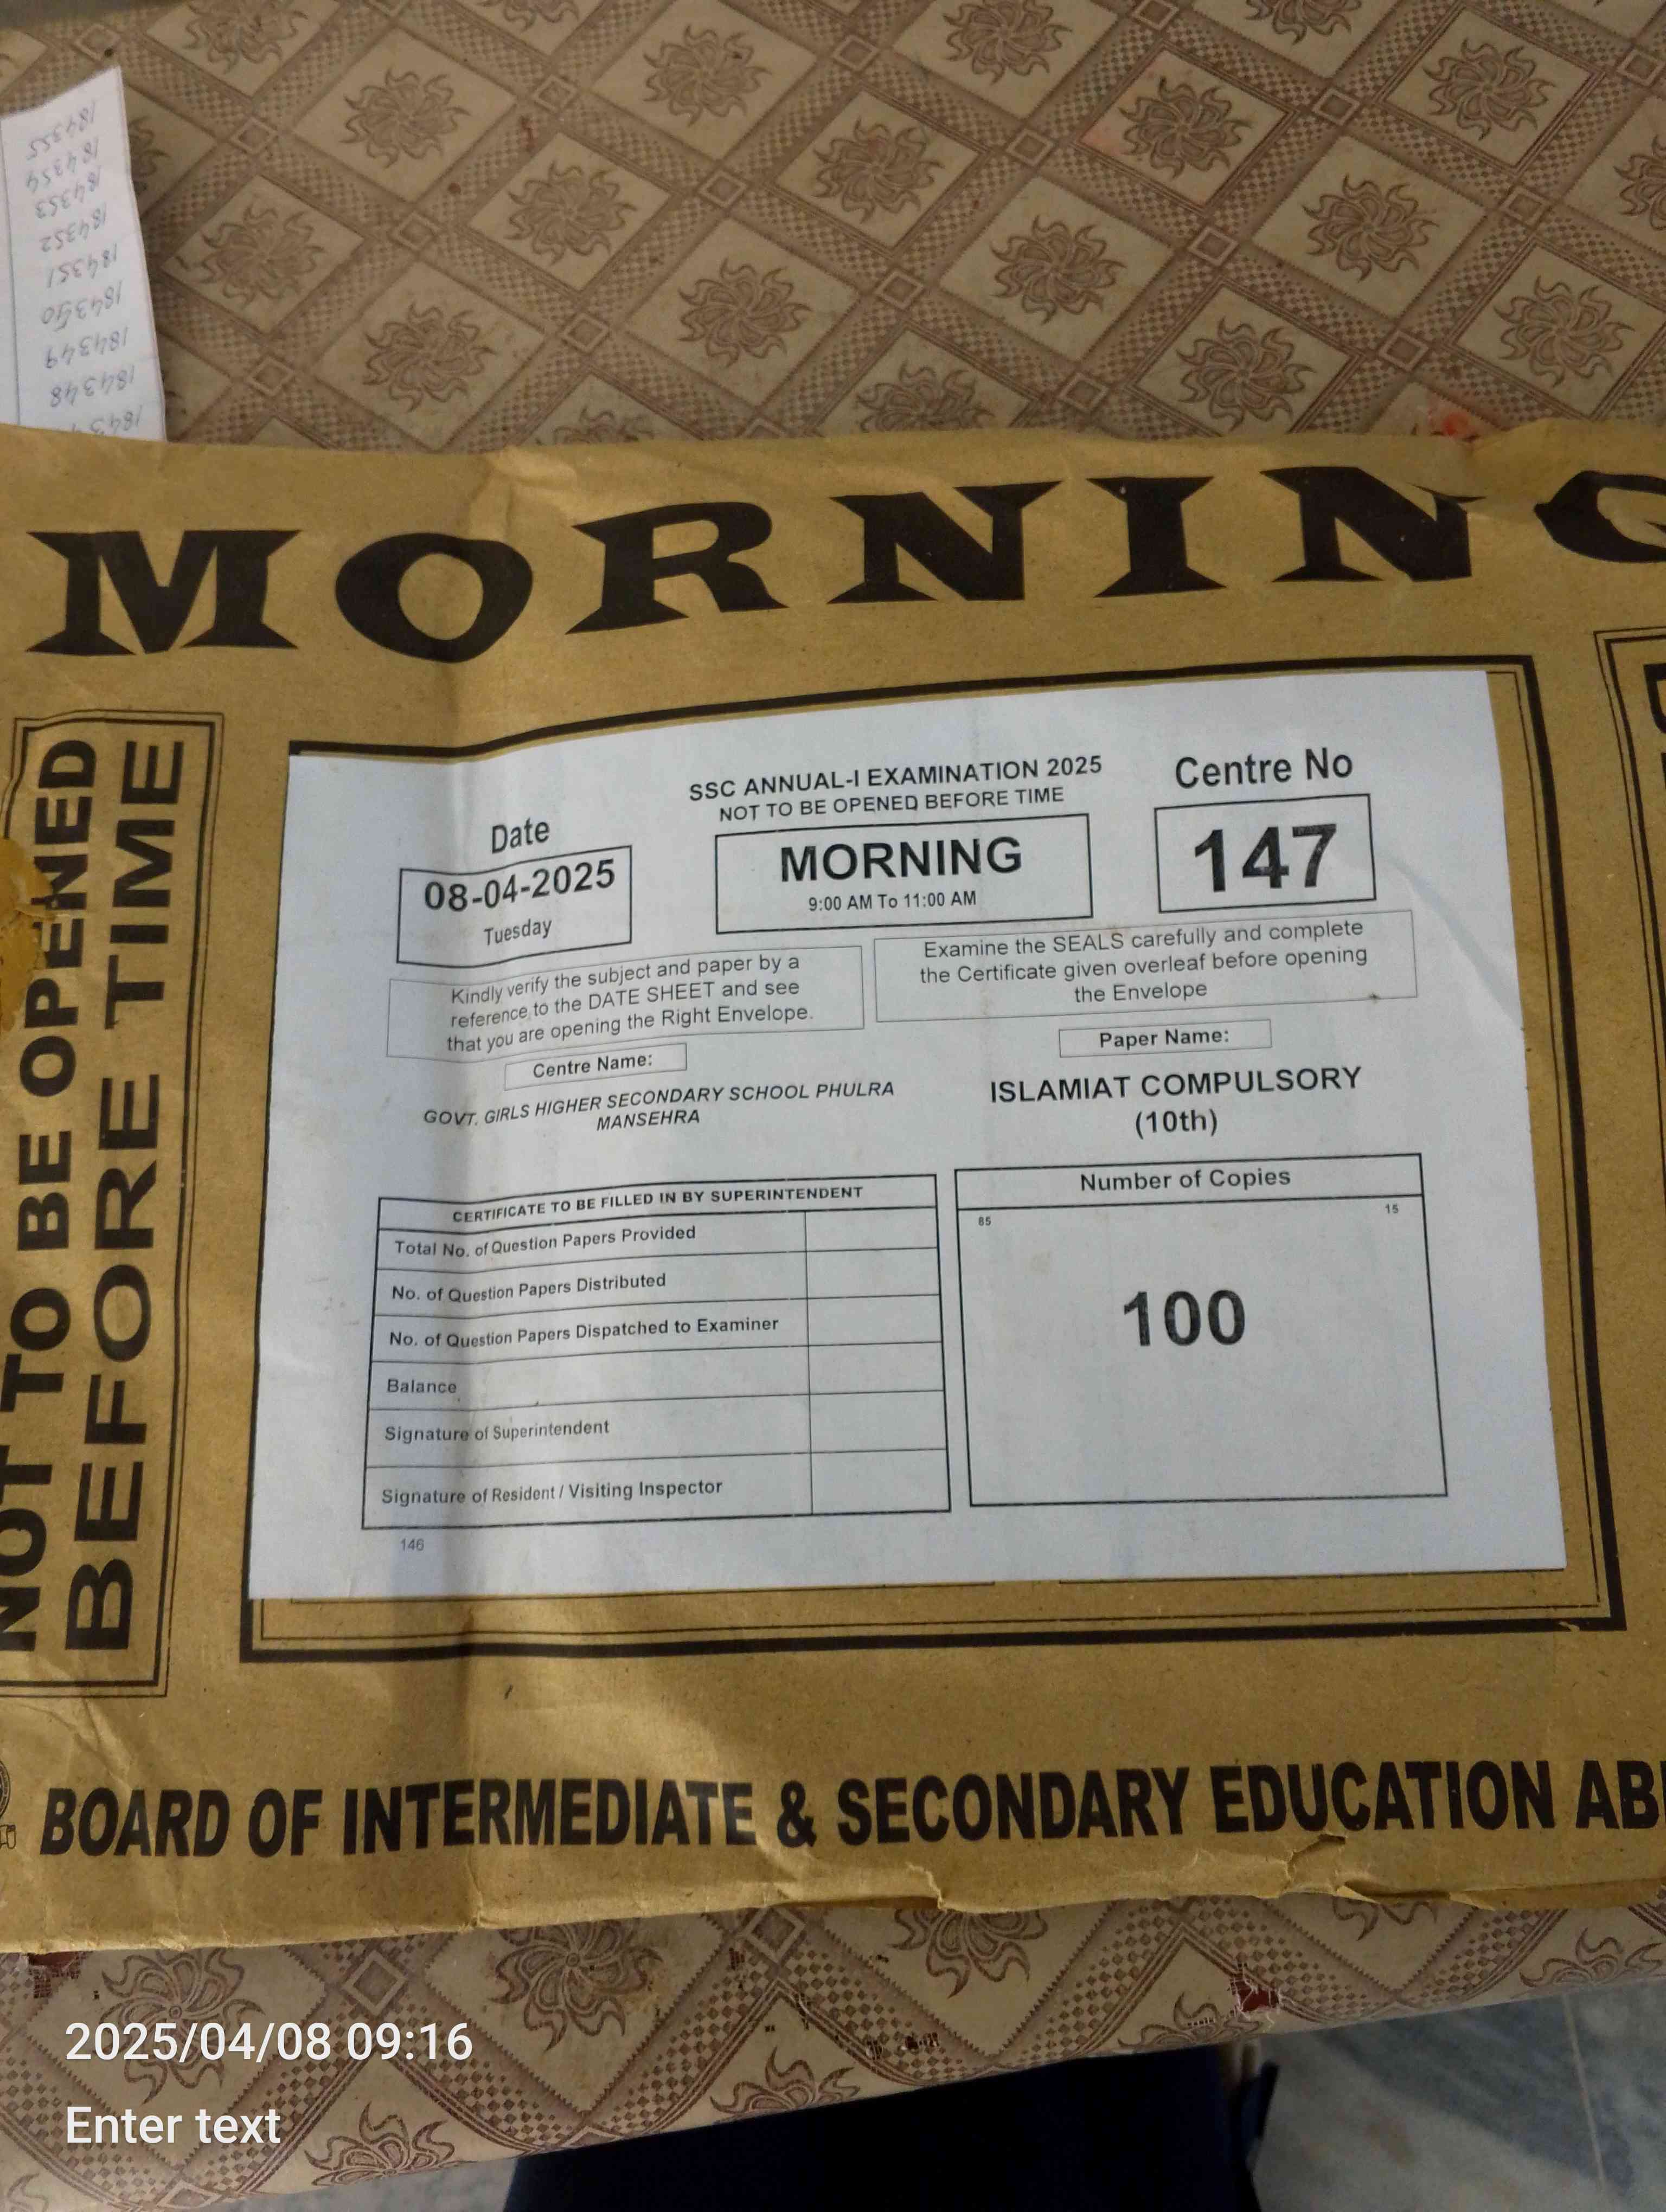 184355
184354
184353
184352
184351
184350
184349
184348
MORNING
NOT TO BE OPENED
BEFORE TIME
SSC ANNUAL-I EXAMINATION 2025
NOT TO BE OPENED BEFORE TIME
Date
08-04-2025
Tuesday
MORNING
9:00 AM To 11:00 AM
Centre No
147
Kindly verify the subject and paper by a
reference to the DATE SHEET and see
that you are opening the Right Envelope.
Examine the SEALS carefully and complete
the Certificate given overleaf before opening
the Envelope
Centre Name:
GOVT. GIRLS HIGHER SECONDARY SCHOOL PHULRA
MANSEHRA
Paper Name:
ISLAMIAT COMPULSORY
(10th)
CERTIFICATE TO BE FILLED IN BY SUPERINTENDENT
Total No. of Question Papers Provided
No. of Question Papers Distributed
No. of Question Papers Dispatched to Examiner
Balance
Signature of Superintendent
Signature of Resident / Visiting Inspector
146
Number of Copies
85 15
100
BOARD OF INTERMEDIATE & SECONDARY EDUCATION
2025/04/08 09:16
Enter text